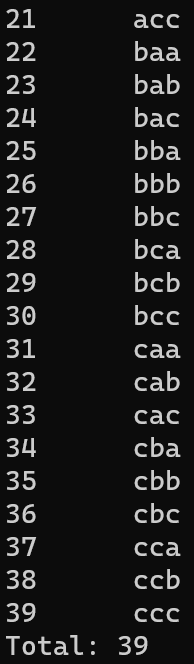 21 acc
22 baa
23 bab
24 bac
25 bba
26 bbb
27 bbc
28 bca
29 bcb
30 bcc
31 caa
32 cab
33 cac
34 cba
35 cbb
36 cbc
37 cca
38 ccb
39 ccc
Total: 39